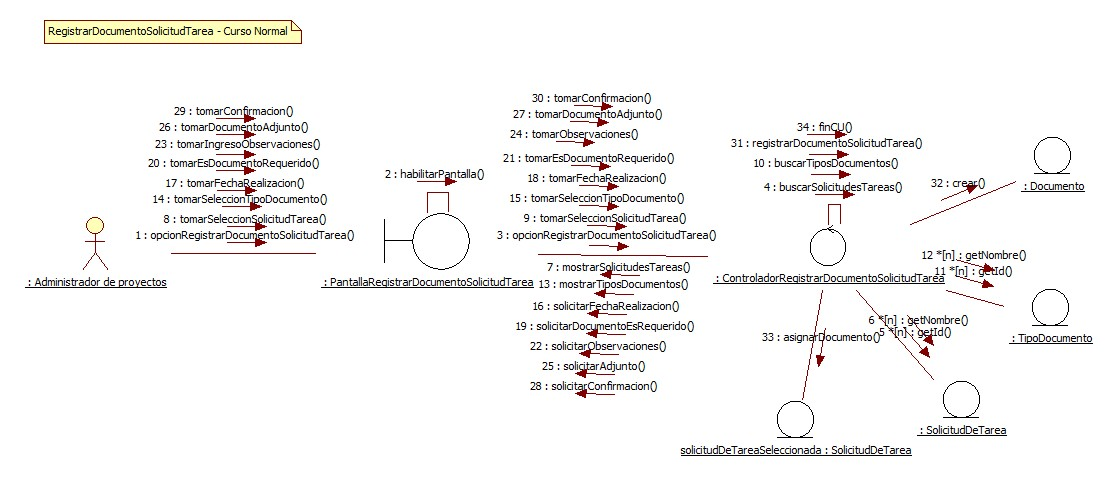 RegistrarDocumentoSolicitudTarea - Curso Normal
29 : tomarConfirmacion()
26 : tomarDocumentoAdjunto()
23 : tomarIngresoObservaciones()
20 : tomarEsDocumentoRequerido()
17 : tomarFechaRealizacion()
14 : tomarSeleccionTipoDocumento()
8 : tomarSeleccionSolicitudTarea()
1 : opcionRegistrarDocumentoSolicitudTarea()
: Administrador de proyectos
2 : habilitarPantalla()
: PantallaRegistrarDocumentoSolicitudTarea
30 : tomarConfirmacion()
27 : tomarDocumentoAdjunto()
24 : tomarObservaciones()
21 : tomarEsDocumentoRequerido()
18 : tomarFechaRealizacion()
15 : tomarSeleccionTipoDocumento()
9 : tomarSeleccionSolicitudTarea()
3 : opcionRegistrarDocumentoSolicitudTarea()
7 : mostrarSolicitudesTareas()
13 : mostrarTiposDocumentos()
16 : solicitarFechaRealizacion()
19 : solicitarDocumentoEsRequerido()
22 : solicitarObservaciones()
25 : solicitarAdjunto()
28 : solicitarConfirmacion()
34 : finCU()
31 : registrarDocumentoSolicitudTarea()
10 : buscarTiposDocumentos()
4 : buscarSolicitudesTareas()
: ControladorRegistrarDocumentoSolicitudTarea
32 : crear()
: Documento
12 *[n] : getNombre()
11 *[n] : getId()
: TipoDocumento
6 *[n] : getNombre()
5 *[n] : getId()
: SolicitudDeTarea
33 : asignarDocumento()
solicitudDeTareaSeleccionada : SolicitudDeTarea